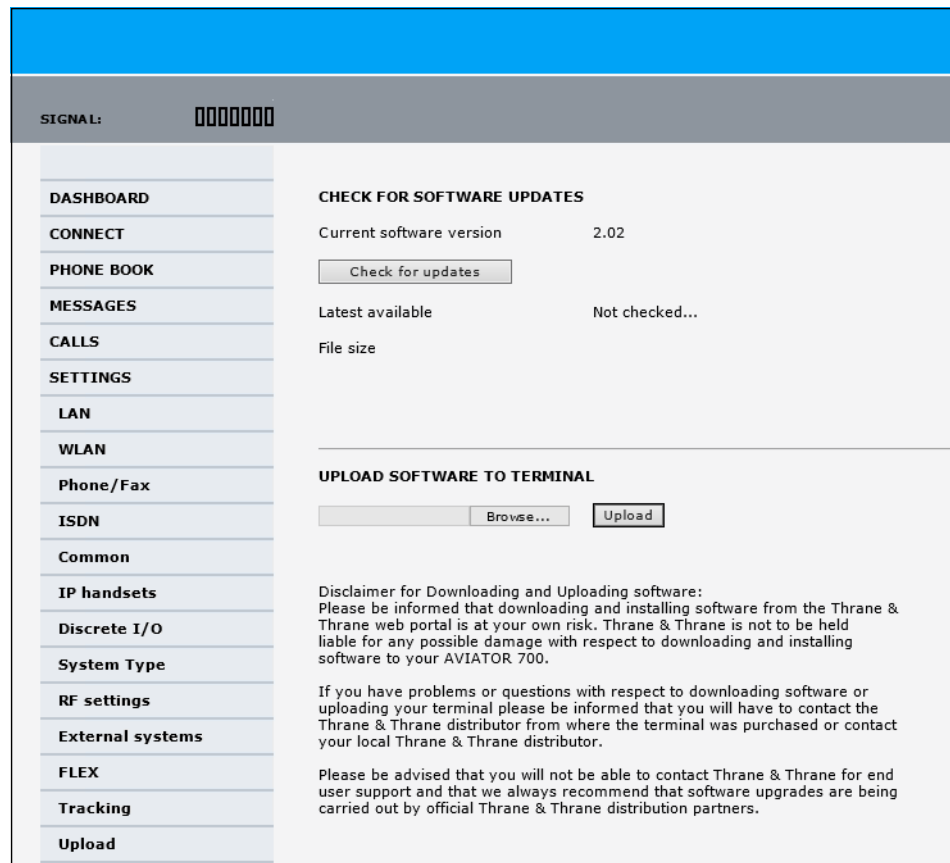 SIGNAL:
DASHBOARD
CONNECT
PHONE BOOK
MESSAGES
CALLS
SETTINGS
LAN
WLAN
Phone/Fax
ISDN
Common
IP handsets
Discrete I/O
System Type
RF settings
External systems
FLEX
Tracking
Upload
CHECK FOR SOFTWARE UPDATES
Current software version 2.02
Check for updates
Latest available Not checked...
File size
UPLOAD SOFTWARE TO TERMINAL
Browse... Upload
Disclaimer for Downloading and Uploading software:
Please be informed that downloading and installing software from the Thrane &
Thrane web portal is at your own risk. Thrane & Thrane is not to be held
liable for any possible damage with respect to downloading and installing
software to your AVIATOR 700.
If you have problems or questions with respect to downloading software or
uploading your terminal please be informed that you will have to contact the
Thrane & Thrane distributor from where the terminal was purchased or contact
your local Thrane & Thrane distributor.
Please be advised that you will not be able to contact Thrane & Thrane for end
user support and that we always recommend that software upgrades are being
carried out by official Thrane & Thrane distribution partners.